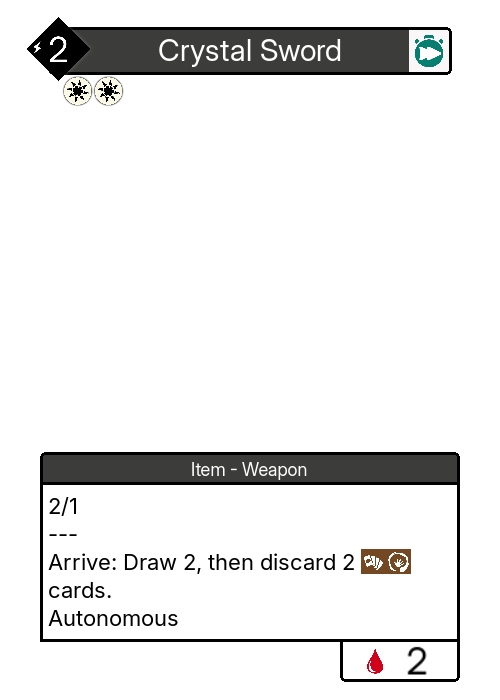 2
Crystal Sword
Item - Weapon
2/1
---
Arrive: Draw 2, then discard 2
cards.
Autonomous
2